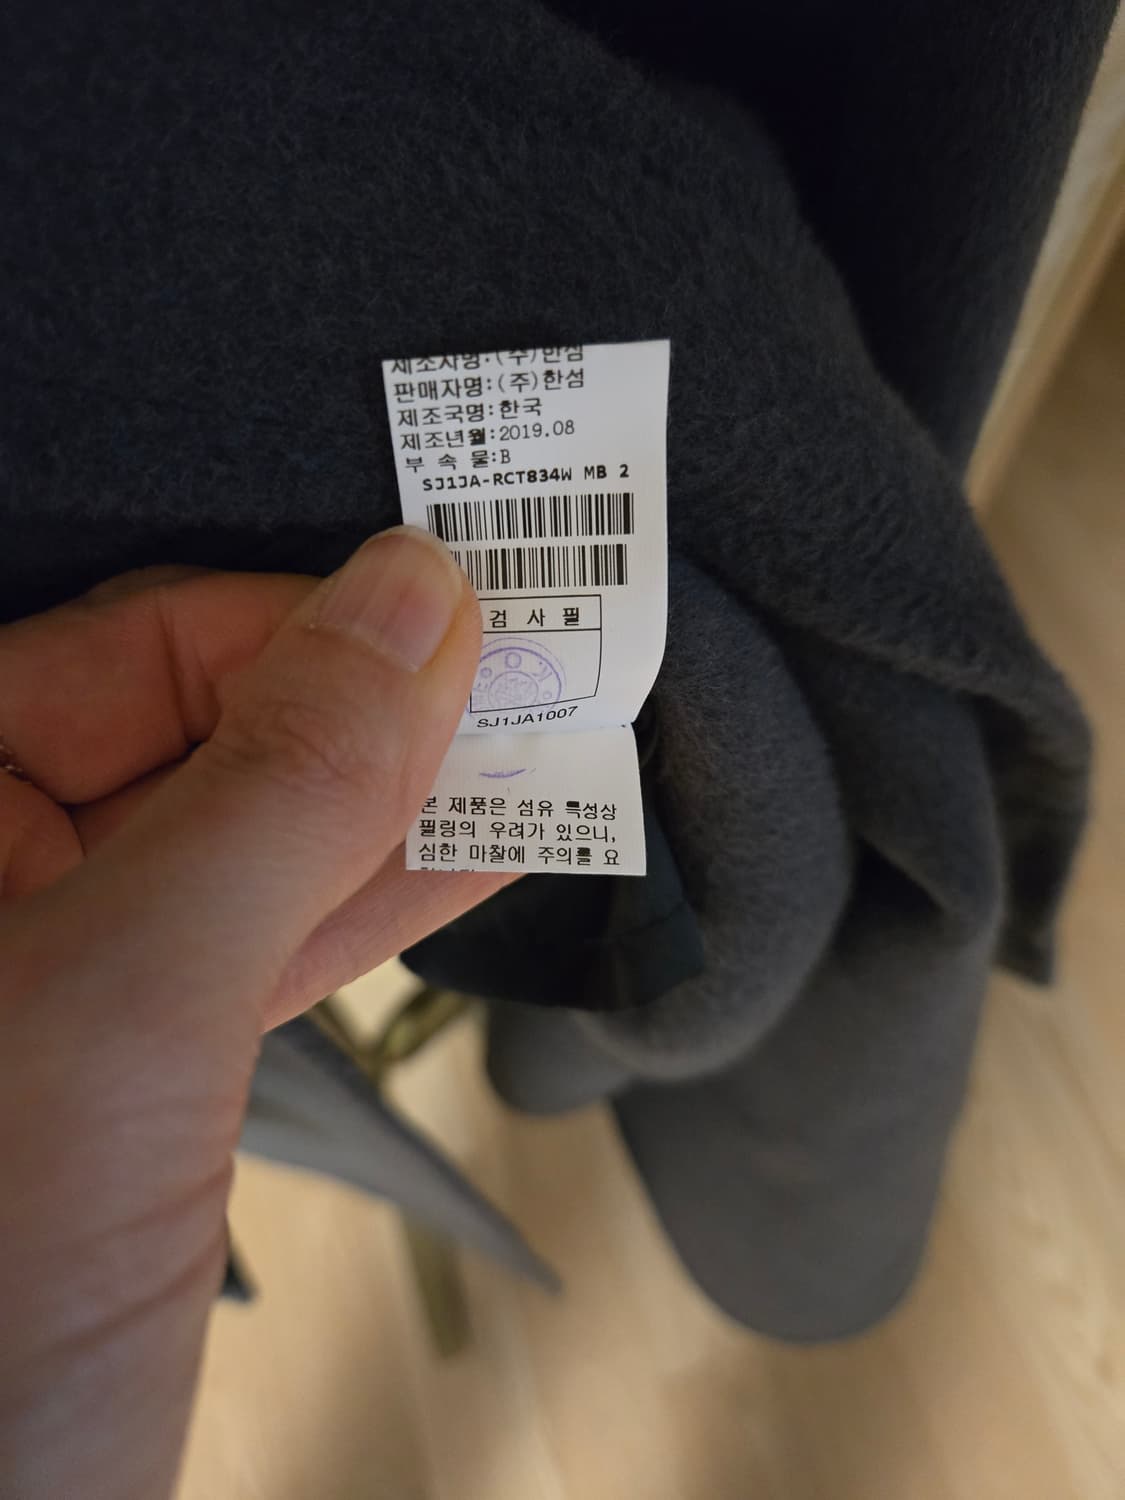 제조자명:(주)한섬
판매자명:(주)한섬
제조국명:한국
제조년월:2019.08
부 속 물:B
SJ1JA-RCT834W MB 2
검 사 필
O.K
SJ1JA1007
본 제품은 섬유 특성상
필링의 우려가 있으니,
심한 마찰에 주의를 요